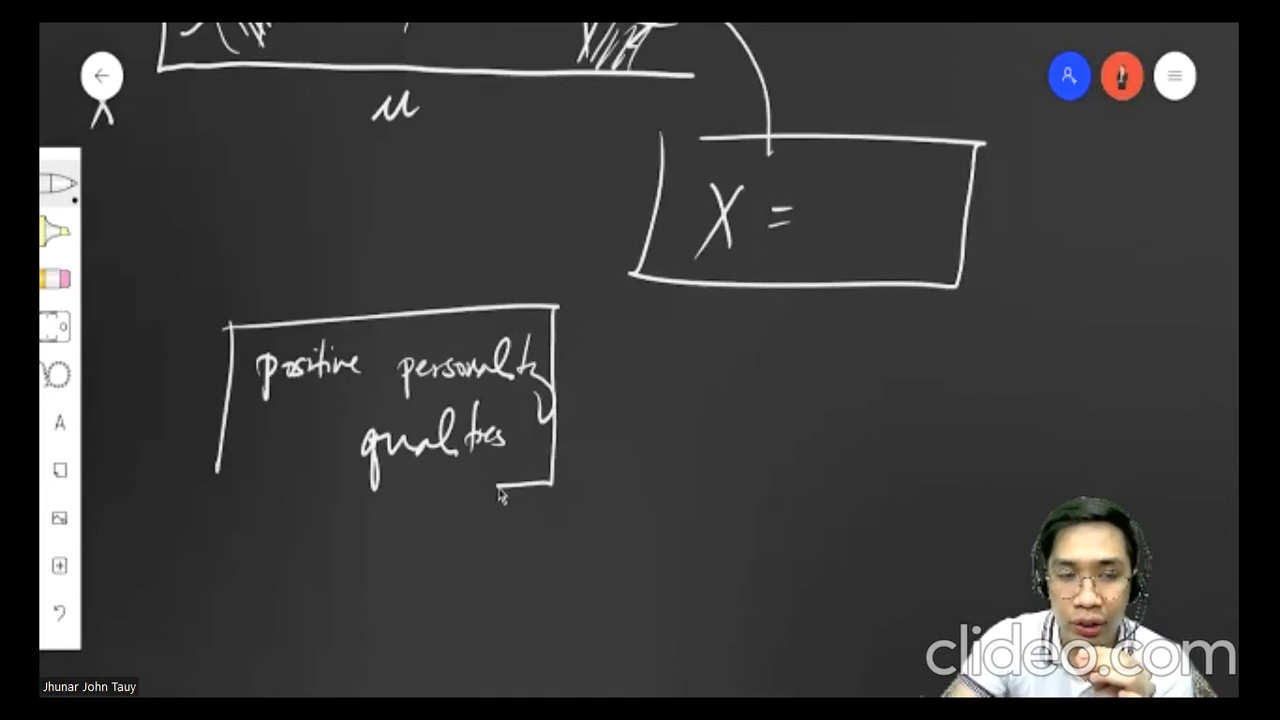 μ
X =
positive personality
qualities
clideo.com
Jhunar John Tauy